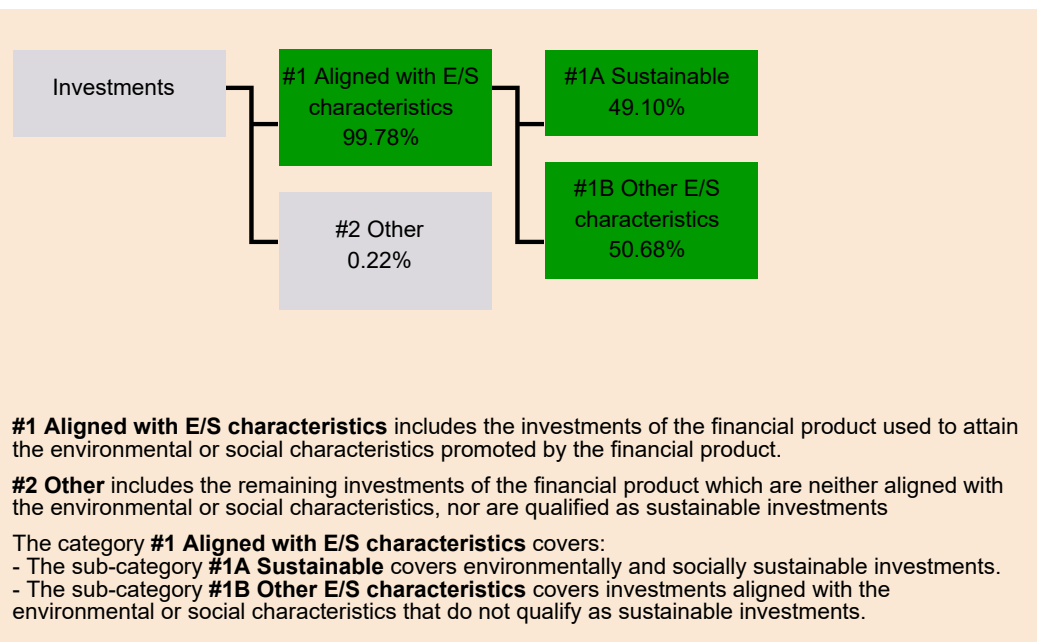 Investments
#1 Aligned with E/S
characteristics
99.78%
#2 Other
0.22%
#1A Sustainable
49.10%
#1B Other E/S
characteristics
50.68%
#1 Aligned with E/S characteristics includes the investments of the financial product used to attain
the environmental or social characteristics promoted by the financial product.
#2 Other includes the remaining investments of the financial product which are neither aligned with
the environmental or social characteristics, nor are qualified as sustainable investments
The category #1 Aligned with E/S characteristics covers:
- The sub-category #1A Sustainable covers environmentally and socially sustainable investments.
- The sub-category #1B Other E/S characteristics covers investments aligned with the
environmental or social characteristics that do not qualify as sustainable investments.